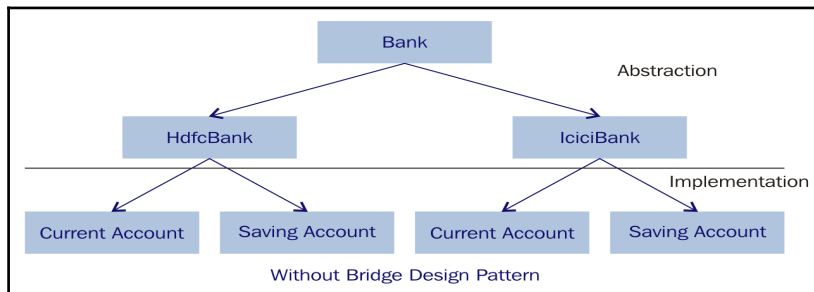 Bank
Abstraction
HdfcBank
IciciBank
Implementation
Current Account
Saving Account
Current Account
Saving Account
Without Bridge Design Pattern